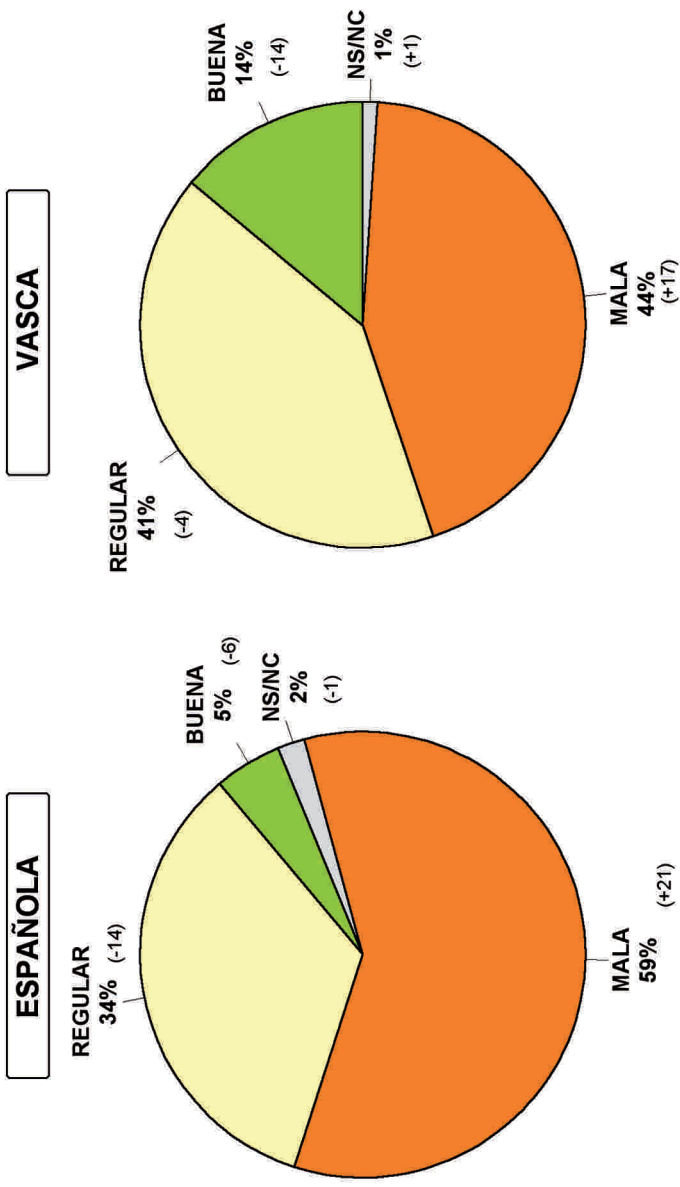 ESPAÑOLA
REGULAR
34% (-14)
BUENA
5% (-6)
NS/NC
2%
(-1)
MALA
59%
(+21)
VASCA
REGULAR
41%
(-4)
BUENA
14%
(-14)
NS/NC
1%
(+1)
MALA
44%
(+17)